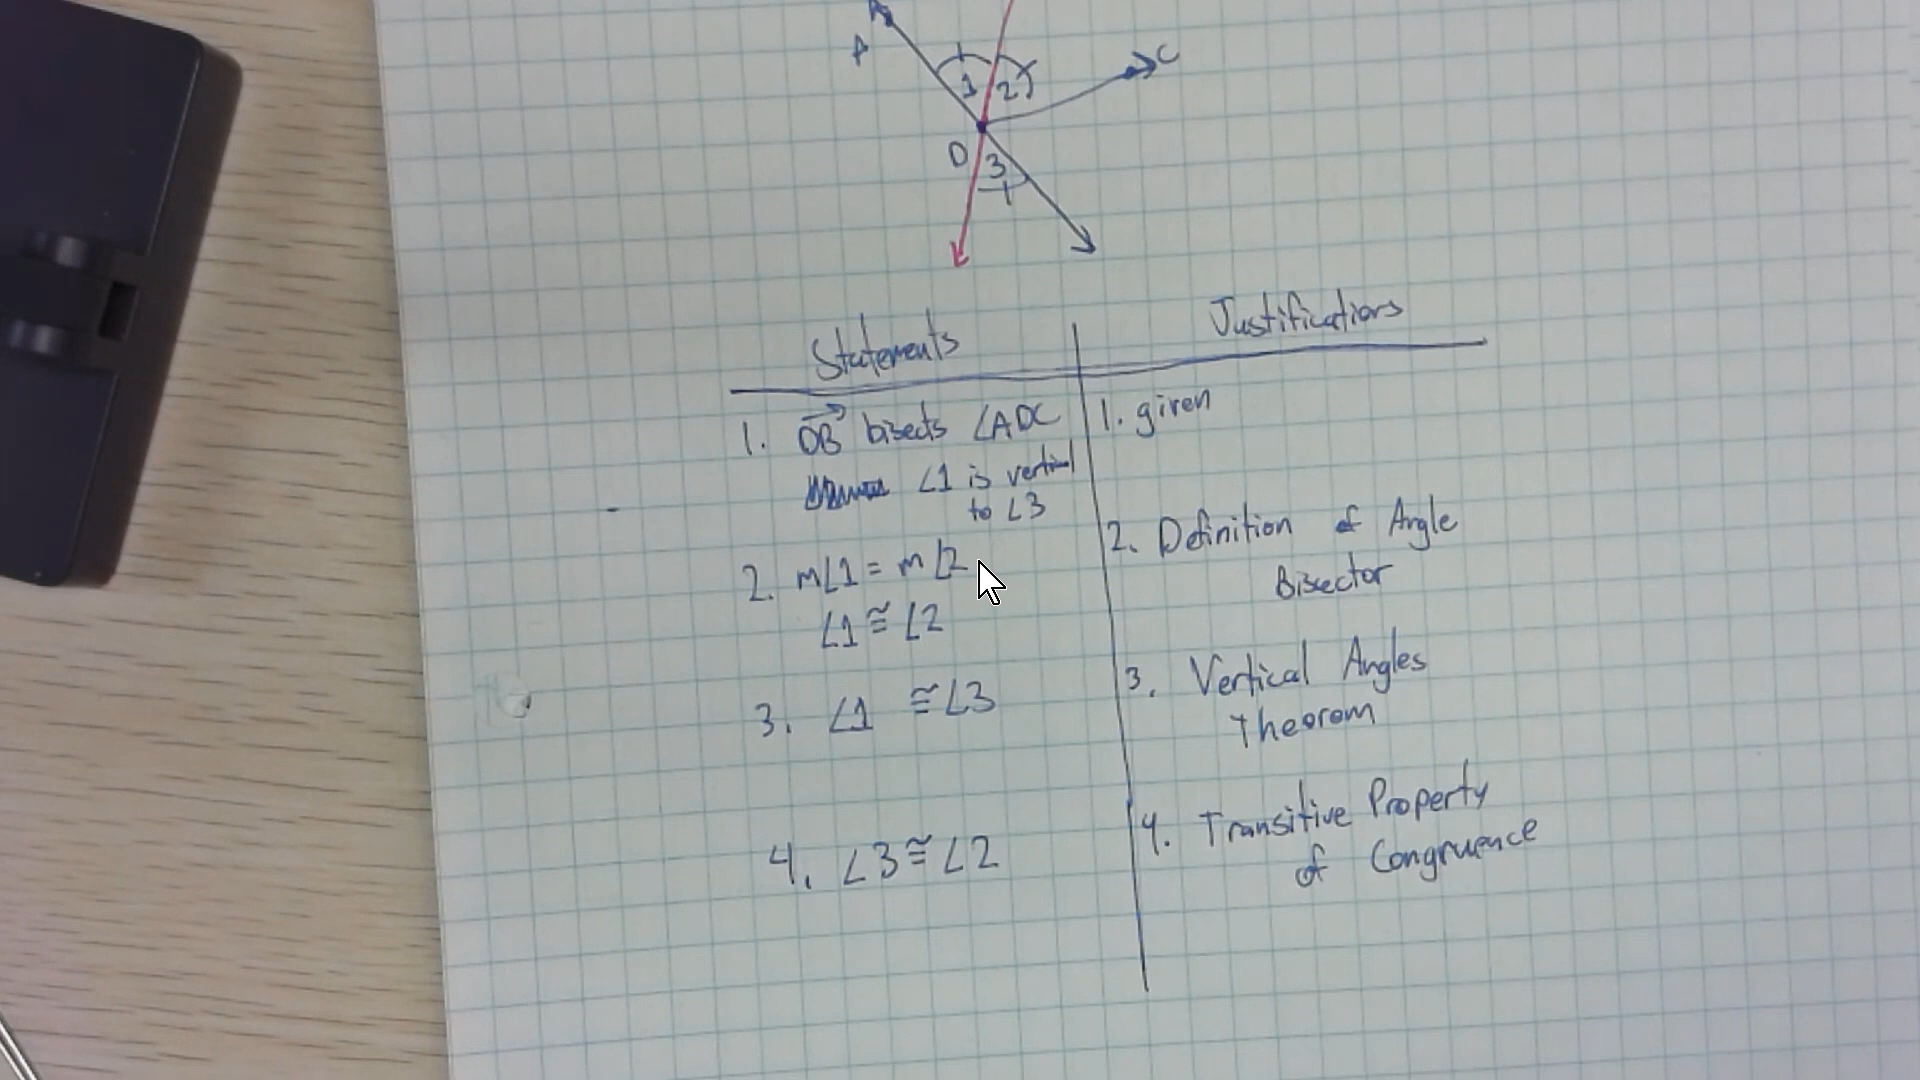 A
C
1 2
D
3
Statements
Justifications
1. DB bisects ∠ADC
1. given
∠1 is vertical
to ∠3
2. m∠1 = m∠2
∠1 ≅ ∠2
2. Definition of Angle
Bisector
3. ∠1 ≅ ∠3
3. Vertical Angles
Theorem
4. ∠3 ≅ ∠2
4. Transitive Property
of Congruence